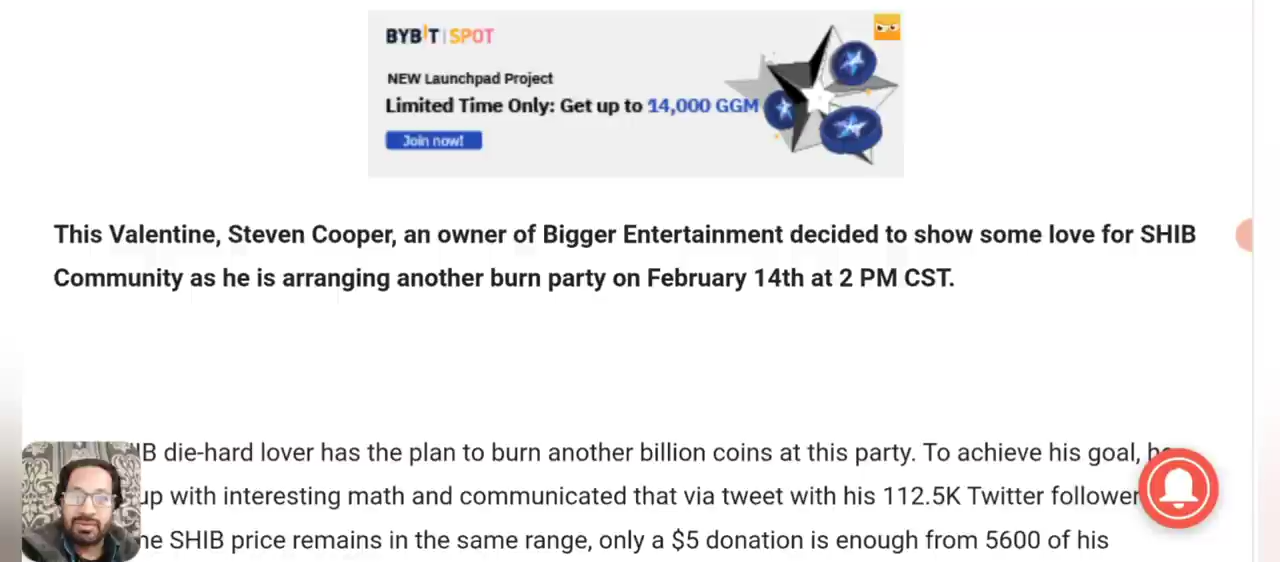 BYBIT | SPOT
NEW Launchpad Project
Limited Time Only: Get up to 14,000 GGM
Join now!
This Valentine, Steven Cooper, an owner of Bigger Entertainment decided to show some love for SHIB
Community as he is arranging another burn party on February 14th at 2 PM CST.
die-hard lover has the plan to burn another billion coins at this party. To achieve his goal,
up with interesting math and communicated that via tweet with his 112.5K Twitter
SHIB price remains in the same range, only a $5 donation is enough from 5600 of his